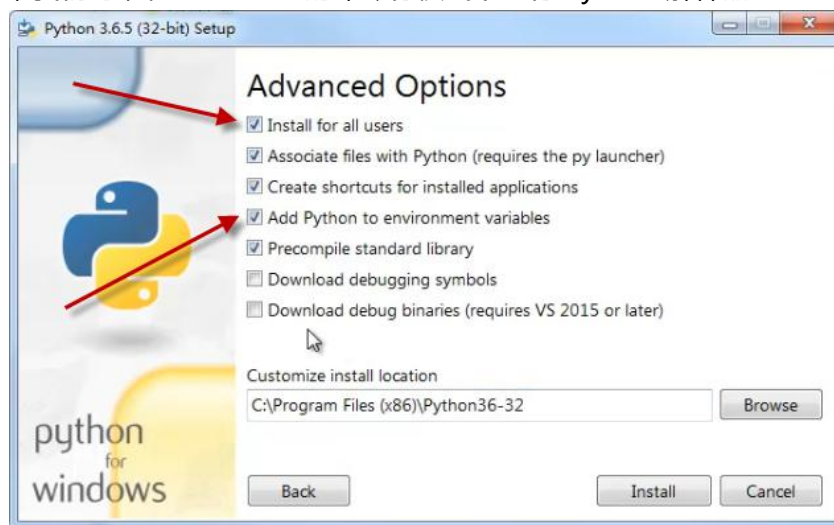 Python 3.6.5 (32-bit) Setup
Advanced Options
Install for all users
Associate files with Python (requires the py launcher)
Create shortcuts for installed applications
Add Python to environment variables
Precompile standard library
Download debugging symbols
Download debug binaries (requires VS 2015 or later)
Customize install location
C:\Program Files (x86)\Python36-32
Browse
python
for
windows
Back
Install
Cancel